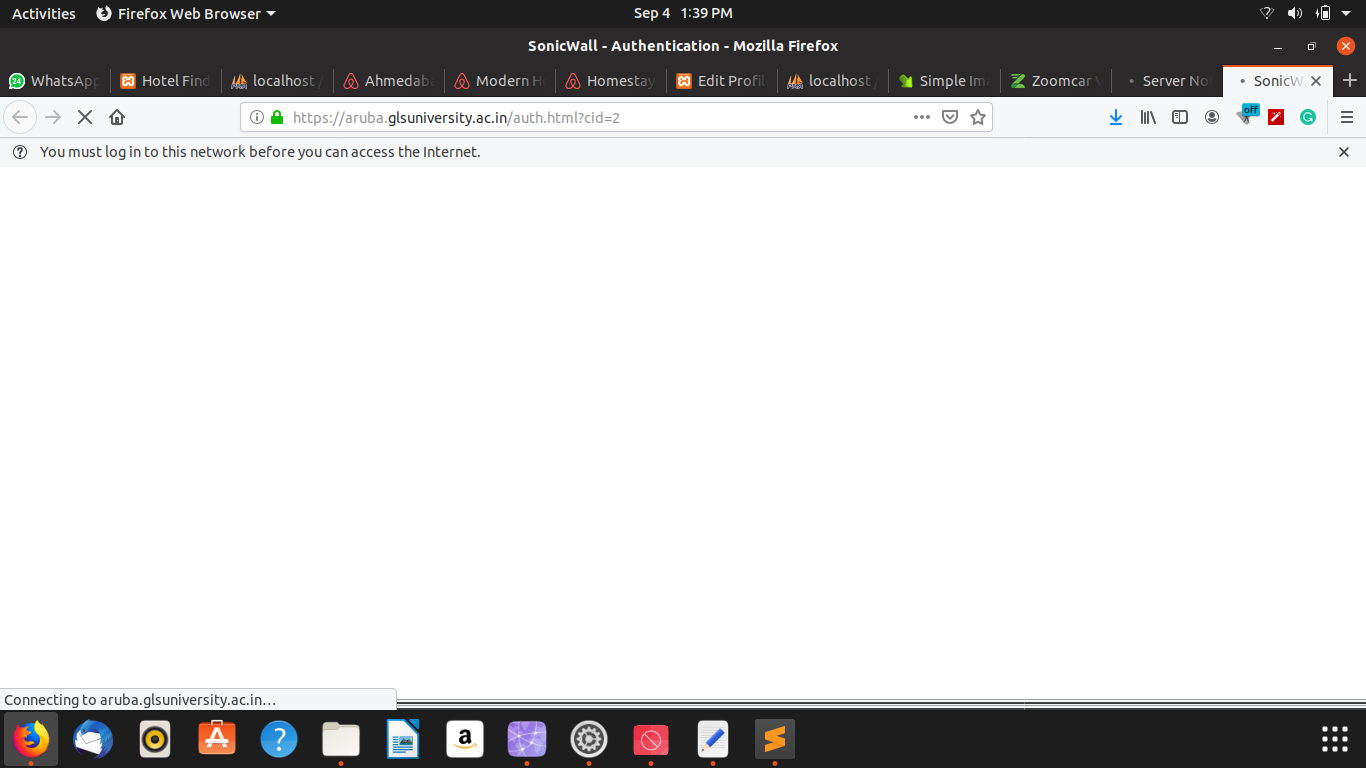 Activities Firefox Web Browser Sep 4 1:39 PM
SonicWall - Authentication - Mozilla Firefox
24 WhatsApp Hotel Find localhost / Ahmedab Modern H Homestay Edit Profil localhost / Simple Im Zoomcar Server No SonicW
https://aruba.glsuniversity.ac.in/auth.html?cid=2 off
You must log in to this network before you can access the Internet.
Connecting to aruba.glsuniversity.ac.in…